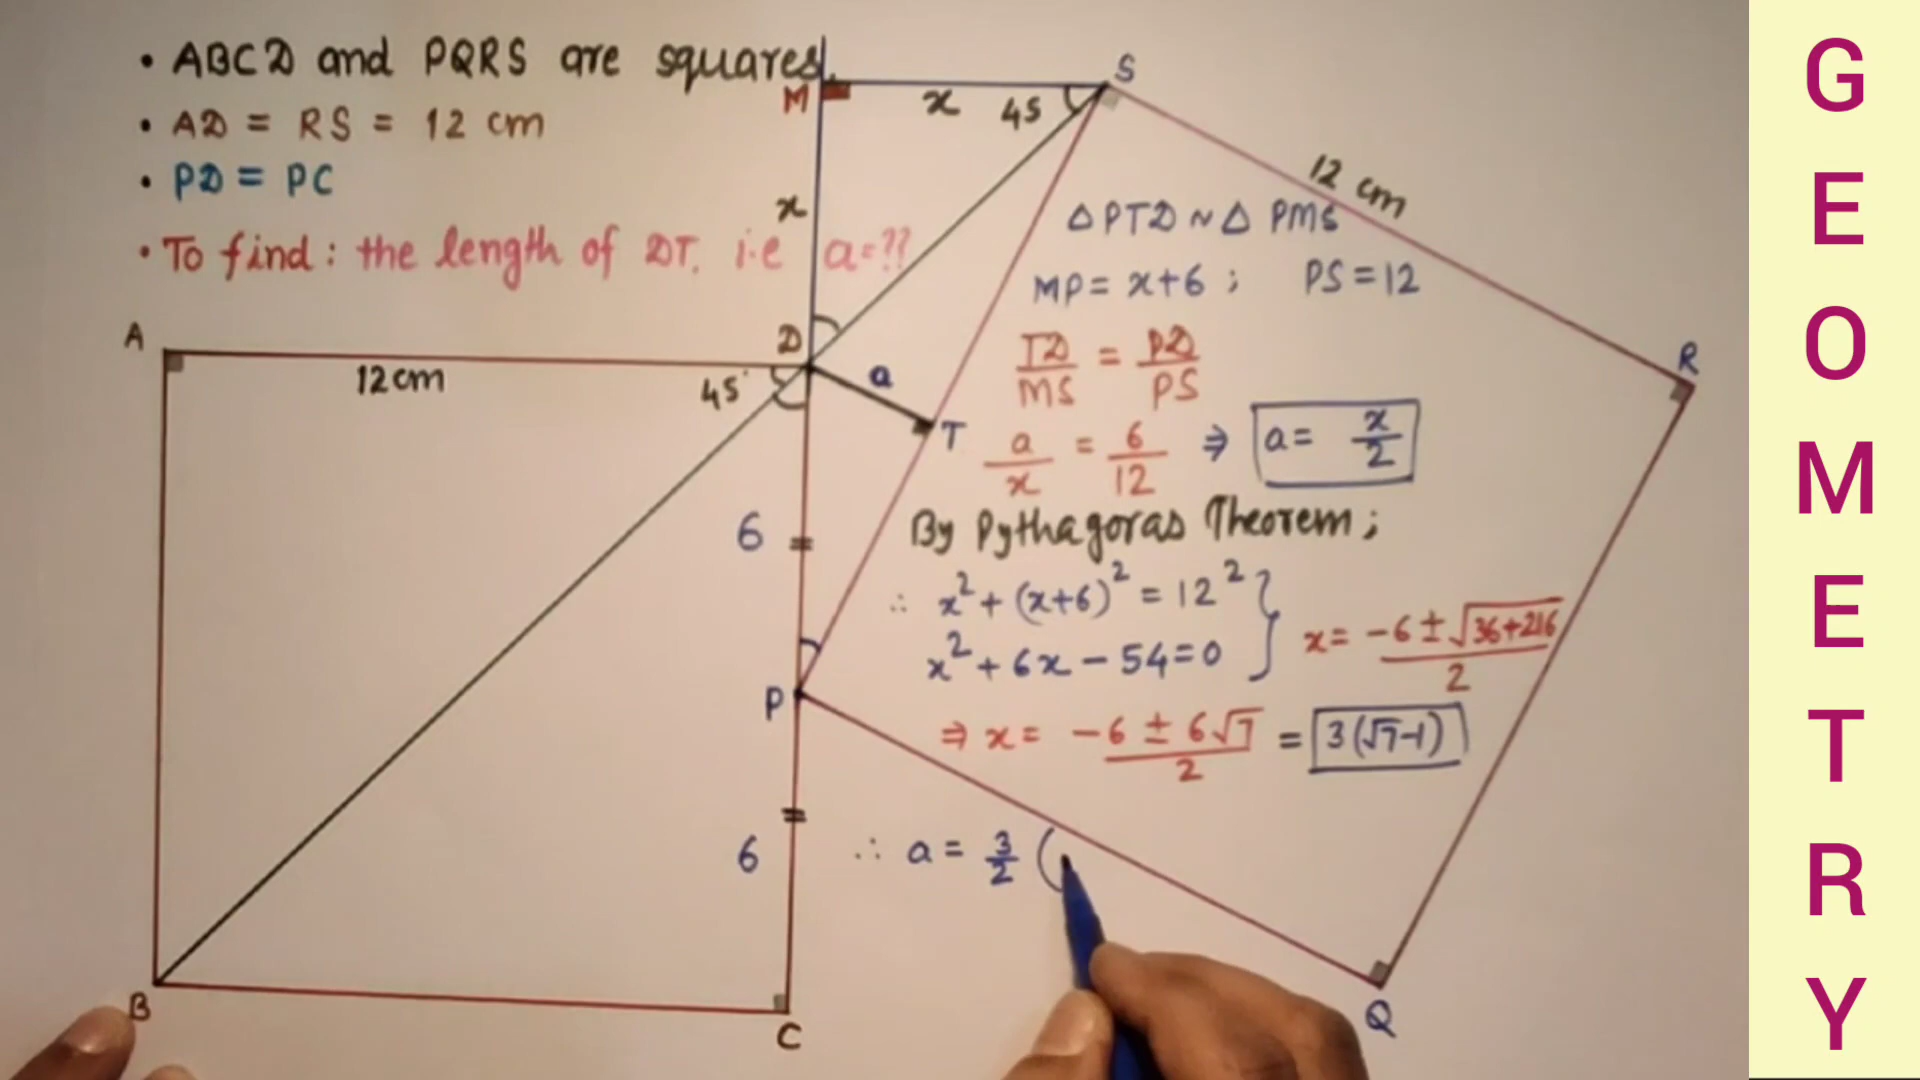 • ABCD and PQRS are squares.
• AD = RS = 12 cm
• PD = PC
• To find : the length of DT. i.e a=??
M
x
45
S
x
12 cm
△PTD ~ △ PMS
MP = x+6 ; PS = 12
A
D
12cm
45°
a
T
R
TD/MS = PD/PS
a/x = 6/12 ⇒ a = x/2
6
By Pythagoras Theorem ;
∴ x² + (x+6)² = 12²
x² + 6x − 54 = 0
x = −6 ± √36+216 / 2
P
⇒ x = −6 ± 6√7 / 2 = 3(√7−1)
6
∴ a = 3/2 (
B
C
Q
G
E
O
M
E
T
R
Y